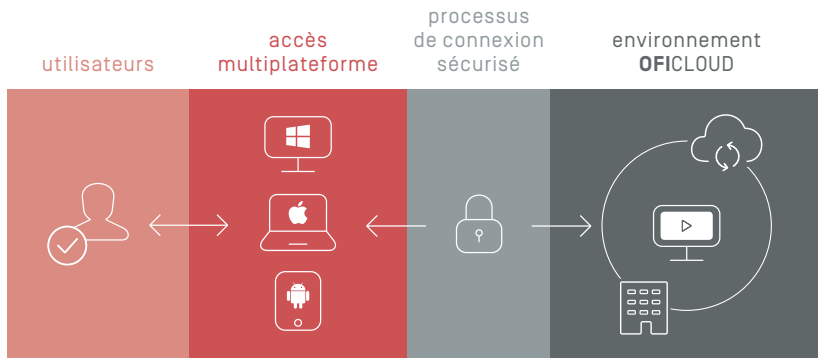 utilisateurs
accès
multiplateforme
processus
de connexion
sécurisé
environnement
OFICLOUD